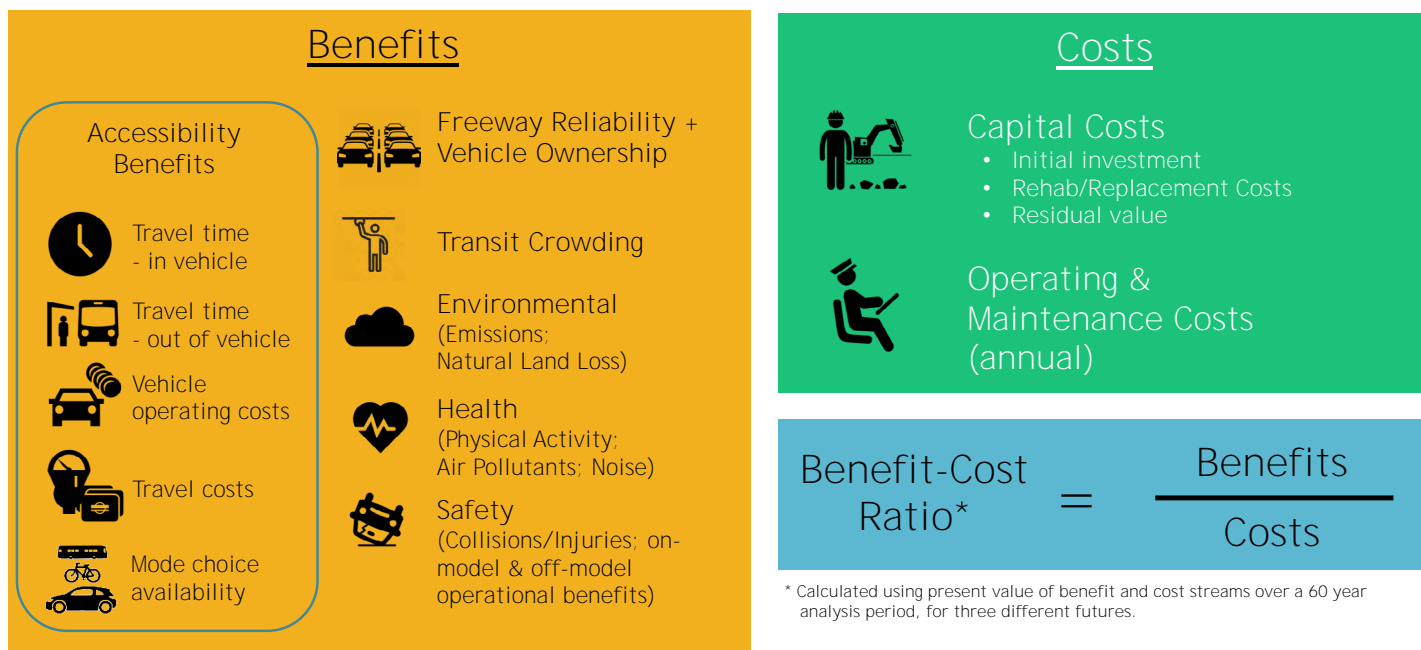 Benefits
Accessibility
Benefits
Travel time
- in vehicle
Travel time
- out of vehicle
Vehicle
operating costs
Travel costs
Mode choice
availability
Freeway Reliability +
Vehicle Ownership
Transit Crowding
Environmental
(Emissions;
Natural Land Loss)
Health
(Physical Activity;
Air Pollutants; Noise)
Safety
(Collisions/Injuries; on-
model & off-model
operational benefits)
Costs
Capital Costs
• Initial investment
• Rehab/Replacement Costs
• Residual value
Operating &
Maintenance Costs
(annual)
Benefit-Cost
Ratio*
=
Benefits
Costs
* Calculated using present value of benefit and cost streams over a 60 year
analysis period, for three different futures.